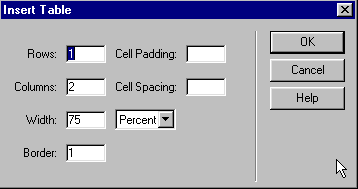 Insert Table
Rows: 1 Cell Padding: OK
Columns: 2 Cell Spacing: Cancel
Width: 75 Percent Help
Border: 1